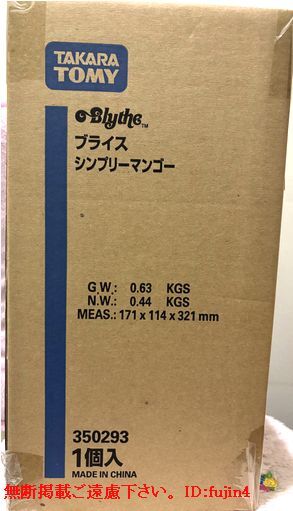 TAKARA
TOMY
Blythe™
ブライス
シンプリーマンゴー
G.W.: 0.63 KGS
N.W.: 0.44 KGS
MEAS.: 171 x 114 x 321 mm
350293
1個入
MADE IN CHINA
無断掲載ご遠慮下さい。ID:fujin4